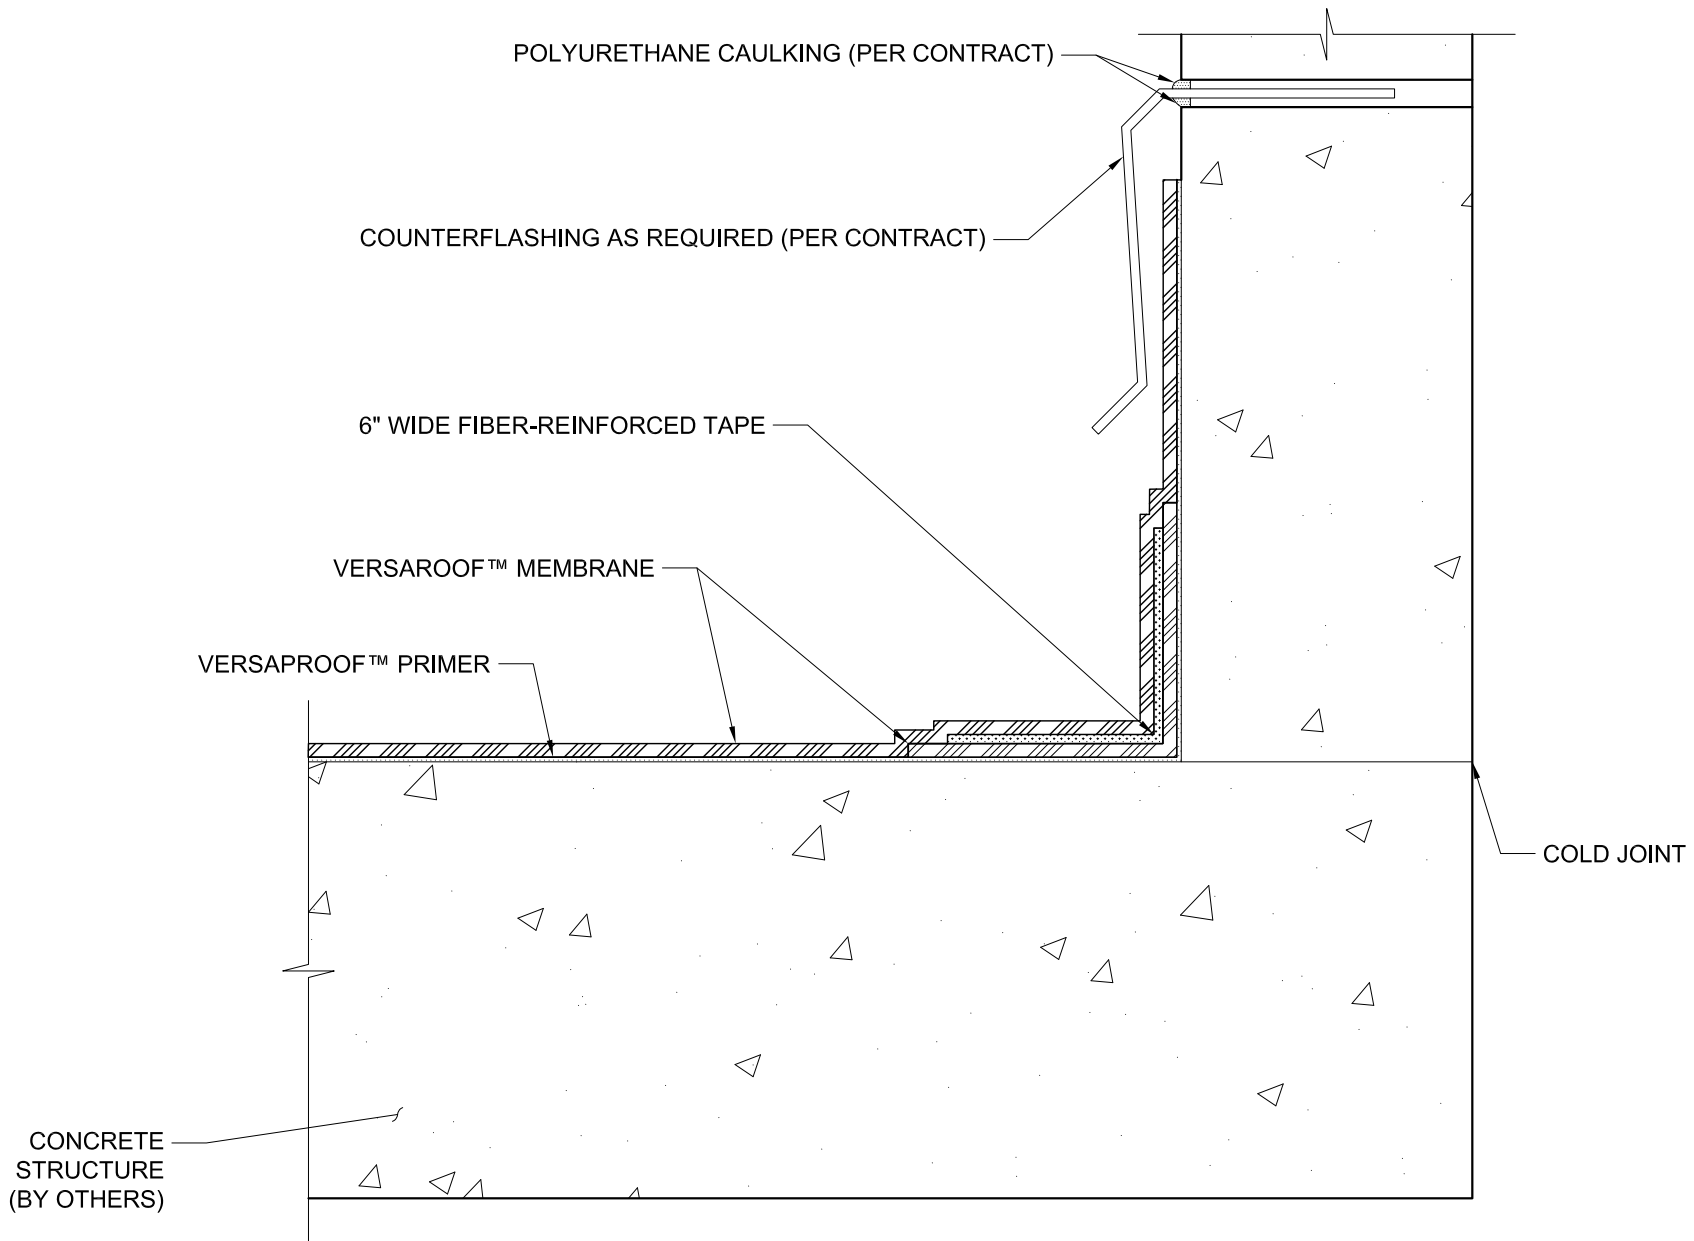 POLYURETHANE CAULKING (PER CONTRACT)
COUNTERFLASHING AS REQUIRED (PER CONTRACT)
6" WIDE FIBER-REINFORCED TAPE
VERSAROOF™ MEMBRANE
VERSAPROOF™ PRIMER
COLD JOINT
CONCRETE
STRUCTURE
(BY OTHERS)